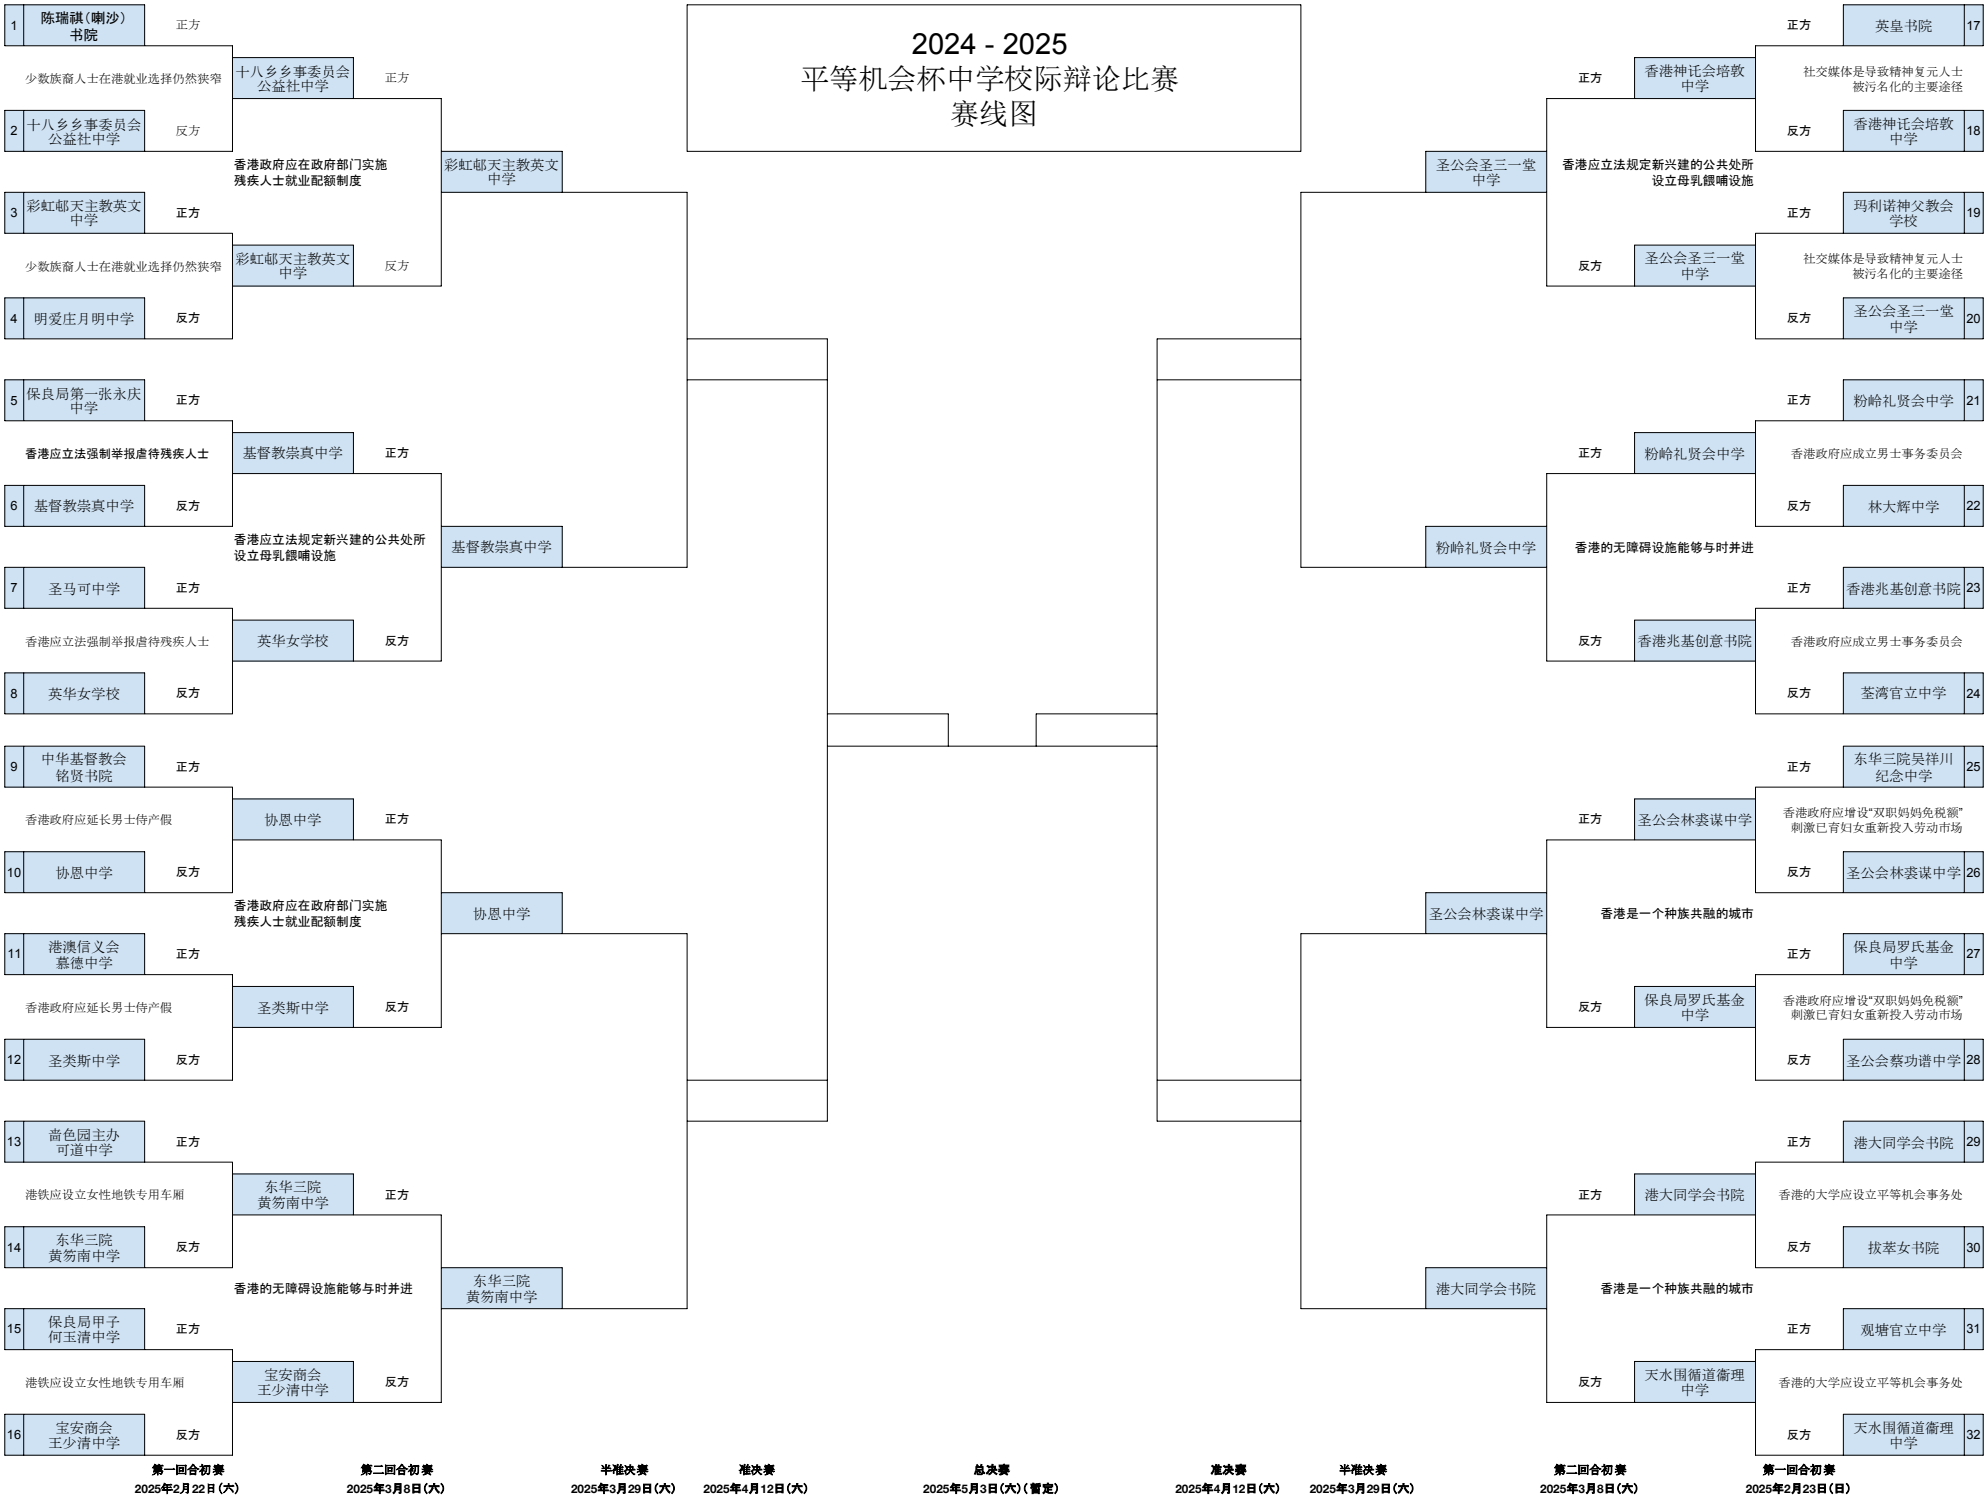 2024 - 2025
平等机会杯中学校际辩论比赛
赛线图
1
陈瑞祺(喇沙)
书院
正方
少数族裔人士在港就业选择仍然狭窄
2
十八乡乡事委员会
公益社中学
反方
十八乡乡事委员会
公益社中学
正方
香港政府应在政府部门实施
残疾人士就业配额制度
彩虹邨天主教英文
中学
3
彩虹邨天主教英文
中学
正方
少数族裔人士在港就业选择仍然狭窄
4
明爱庄月明中学
反方
彩虹邨天主教英文
中学
反方
5
保良局第一张永庆
中学
正方
香港应立法强制举报虐待残疾人士
6
基督教崇真中学
反方
基督教崇真中学
正方
香港应立法规定新兴建的公共处所
设立母乳餵哺设施
基督教崇真中学
7
圣马可中学
正方
香港应立法强制举报虐待残疾人士
8
英华女学校
反方
英华女学校
反方
9
中华基督教会
铭贤书院
正方
香港政府应延长男士侍产假
10
协恩中学
反方
协恩中学
正方
香港政府应在政府部门实施
残疾人士就业配额制度
协恩中学
11
港澳信义会
慕德中学
正方
香港政府应延长男士侍产假
12
圣类斯中学
反方
圣类斯中学
反方
13
啬色园主办
可道中学
正方
港铁应设立女性地铁专用车厢
14
东华三院
黄笏南中学
反方
东华三院
黄笏南中学
正方
香港的无障碍设施能够与时并进
东华三院
黄笏南中学
15
保良局甲子
何玉清中学
正方
港铁应设立女性地铁专用车厢
16
宝安商会
王少清中学
反方
宝安商会
王少清中学
反方
正方
英皇书院
17
社交媒体是导致精神复元人士
被污名化的主要途径
反方
香港神讬会培敦
中学
18
正方
香港神讬会培敦
中学
圣公会圣三一堂
中学
香港应立法规定新兴建的公共处所
设立母乳餵哺设施
正方
玛利诺神父教会
学校
19
社交媒体是导致精神复元人士
被污名化的主要途径
反方
圣公会圣三一堂
中学
20
反方
圣公会圣三一堂
中学
正方
粉岭礼贤会中学
21
香港政府应成立男士事务委员会
反方
林大辉中学
22
正方
粉岭礼贤会中学
粉岭礼贤会中学
香港的无障碍设施能够与时并进
正方
香港兆基创意书院
23
香港政府应成立男士事务委员会
反方
荃湾官立中学
24
反方
香港兆基创意书院
正方
东华三院吴祥川
纪念中学
25
香港政府应增设“双职妈妈免税额”
刺激已育妇女重新投入劳动市场
反方
圣公会林裘谋中学
26
正方
圣公会林裘谋中学
圣公会林裘谋中学
香港是一个种族共融的城市
正方
保良局罗氏基金
中学
27
香港政府应增设“双职妈妈免税额”
刺激已育妇女重新投入劳动市场
反方
圣公会蔡功谱中学
28
反方
保良局罗氏基金
中学
正方
港大同学会书院
29
香港的大学应设立平等机会事务处
反方
拔萃女书院
30
正方
港大同学会书院
港大同学会书院
香港是一个种族共融的城市
正方
观塘官立中学
31
香港的大学应设立平等机会事务处
反方
天水围循道衞理
中学
32
反方
天水围循道衞理
中学
第一回合初赛
2025年2月22日(六)
第二回合初赛
2025年3月8日(六)
半准决赛
2025年3月29日(六)
准决赛
2025年4月12日(六)
总决赛
2025年5月3日(六)(暂定)
准决赛
2025年4月12日(六)
半准决赛
2025年3月29日(六)
第二回合初赛
2025年3月8日(六)
第一回合初赛
2025年2月23日(日)